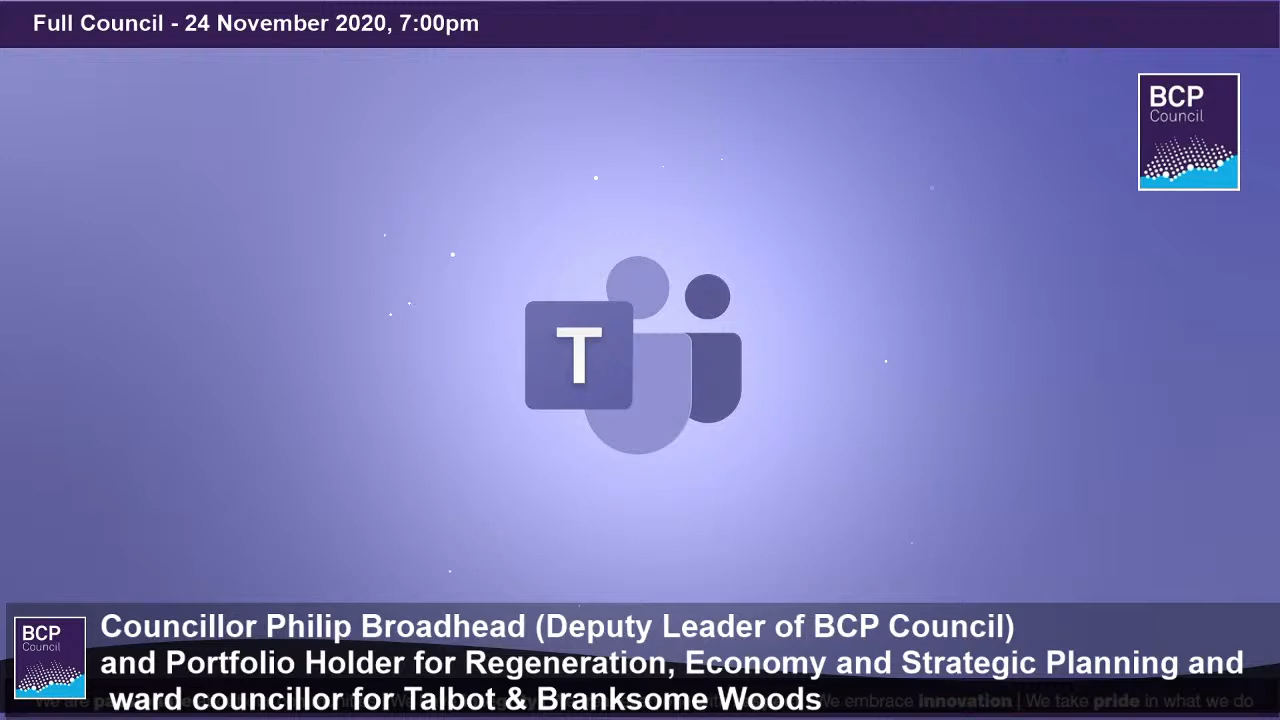 Full Council - 24 November 2020, 7:00pm
BCP
Council
T
BCP
Council
Councillor Philip Broadhead (Deputy Leader of BCP Council)
and Portfolio Holder for Regeneration, Economy and Strategic Planning and
ward councillor for Talbot & Branksome Woods
We are
We embrace innovation | We take pride in what we do